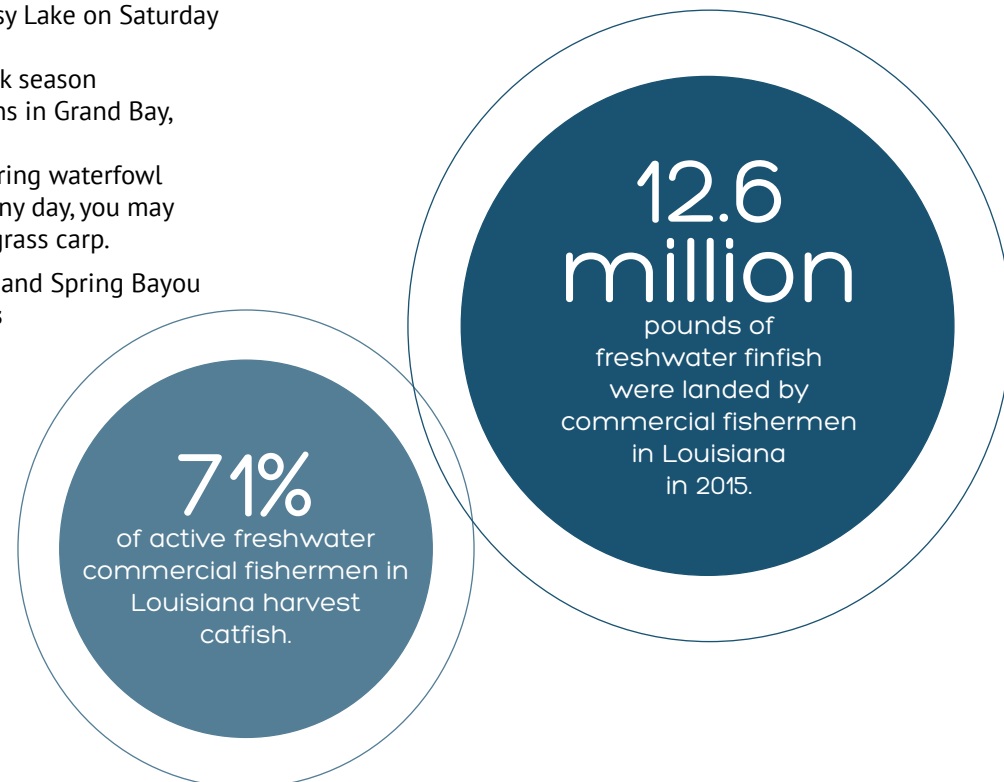 sy Lake on Saturday
k season
ns in Grand Bay,
ring waterfowl
ny day, you may
grass carp.
and Spring Bayou
s
12.6
million
pounds of
freshwater finfish
were landed by
commercial fishermen
in Louisiana
in 2015.
71%
of active freshwater
commercial fishermen in
Louisiana harvest
catfish.